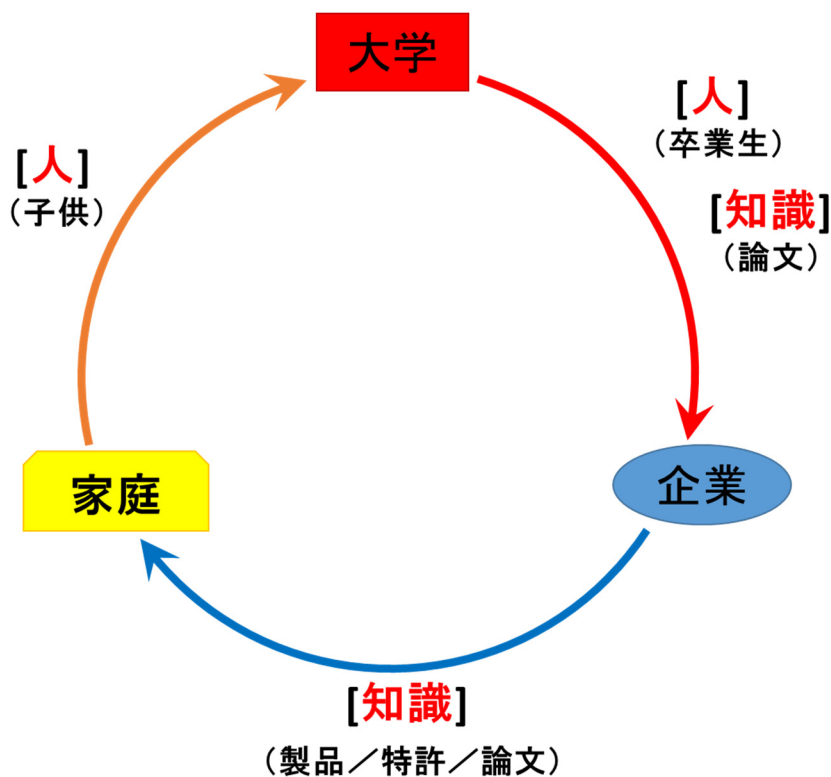 大学
[人]
（卒業生）
[知識]
（論文）
[人]
（子供）
家庭
企業
[知識]
（製品／特許／論文）